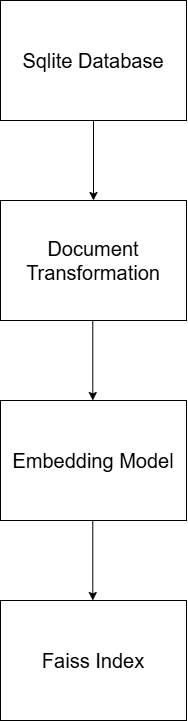 Sqlite Database
Document
Transformation
Embedding Model
Faiss Index